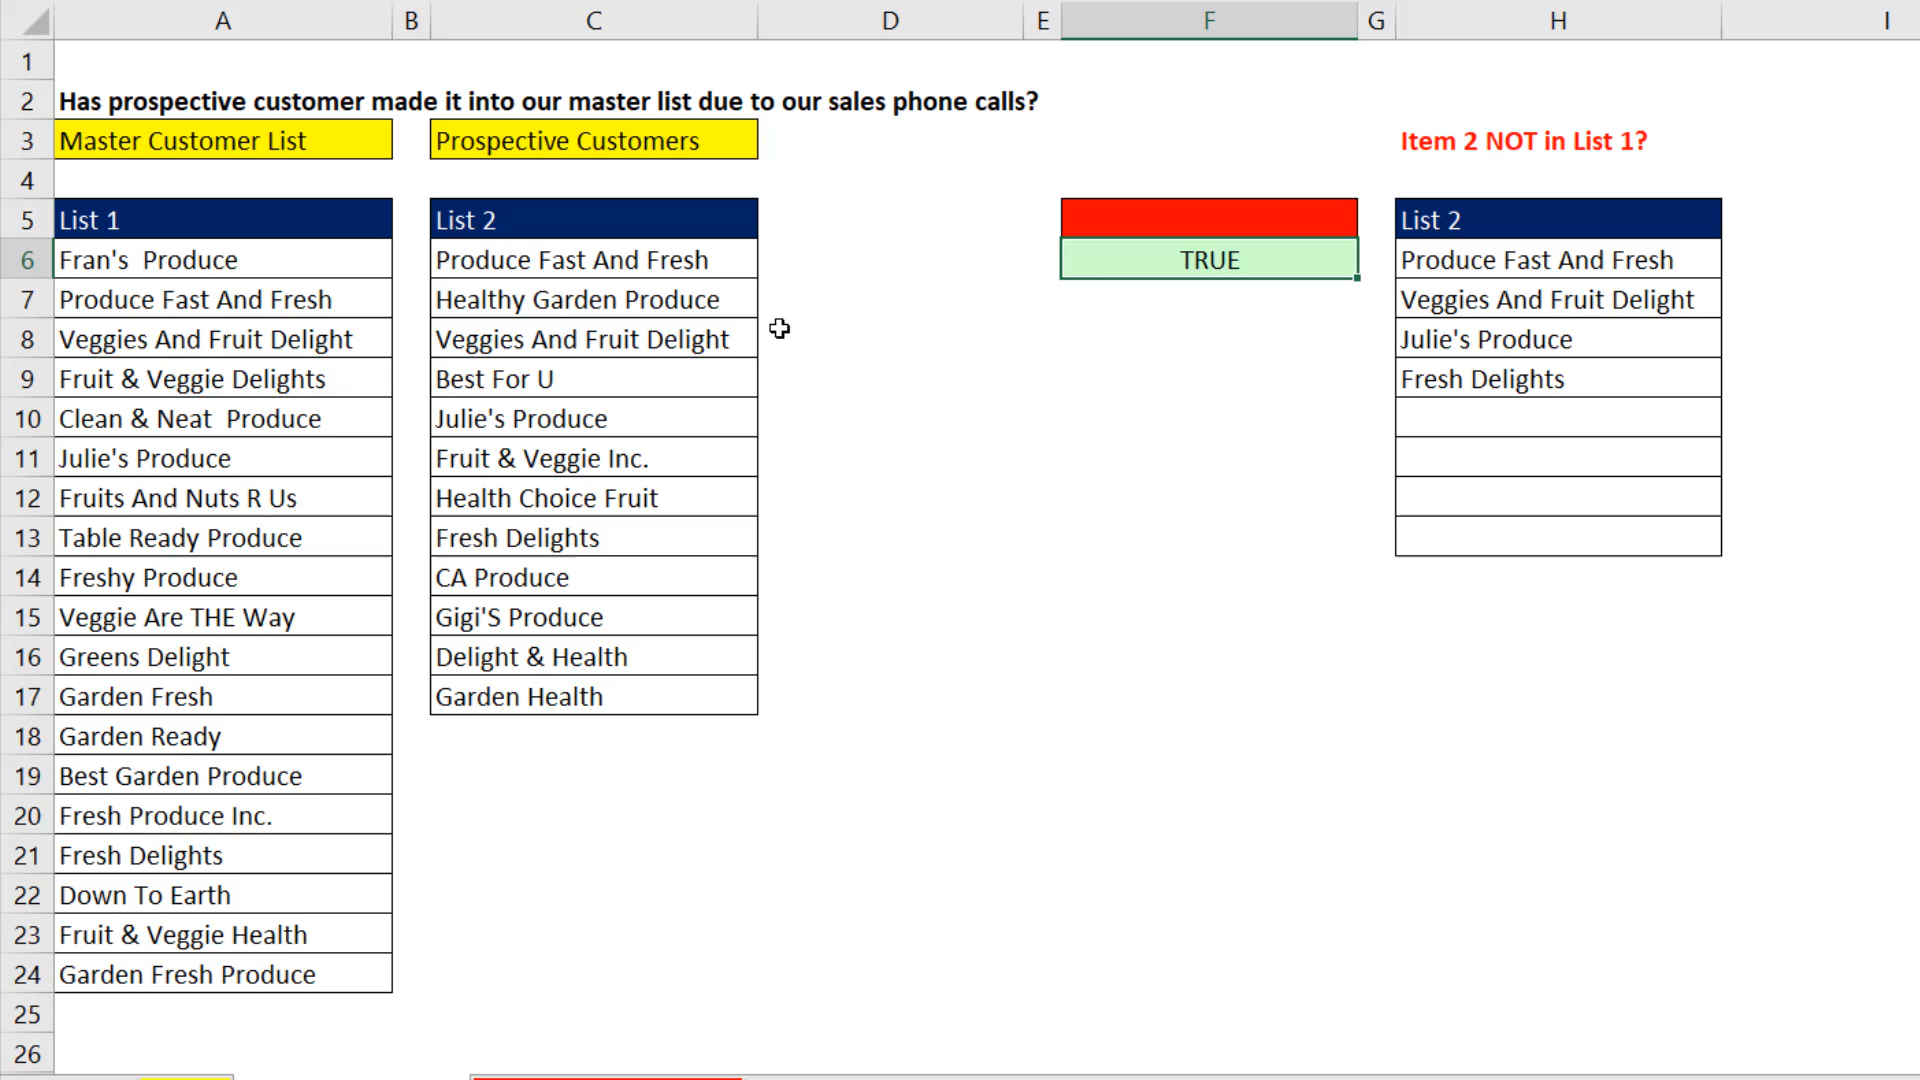 A B C D E F G H I
1
2 Has prospective customer made it into our master list due to our sales phone calls?
3 Master Customer List Prospective Customers Item 2 NOT in List 1?
4
5 List 1 List 2 List 2
6 Fran's  Produce Produce Fast And Fresh TRUE Produce Fast And Fresh
7 Produce Fast And Fresh Healthy Garden Produce Veggies And Fruit Delight
8 Veggies And Fruit Delight Veggies And Fruit Delight Julie's Produce
9 Fruit & Veggie Delights Best For U Fresh Delights
10 Clean & Neat  Produce Julie's Produce
11 Julie's Produce Fruit & Veggie Inc.
12 Fruits And Nuts R Us Health Choice Fruit
13 Table Ready Produce Fresh Delights
14 Freshy Produce CA Produce
15 Veggie Are THE Way Gigi'S Produce
16 Greens Delight Delight & Health
17 Garden Fresh Garden Health
18 Garden Ready
19 Best Garden Produce
20 Fresh Produce Inc.
21 Fresh Delights
22 Down To Earth
23 Fruit & Veggie Health
24 Garden Fresh Produce
25
26